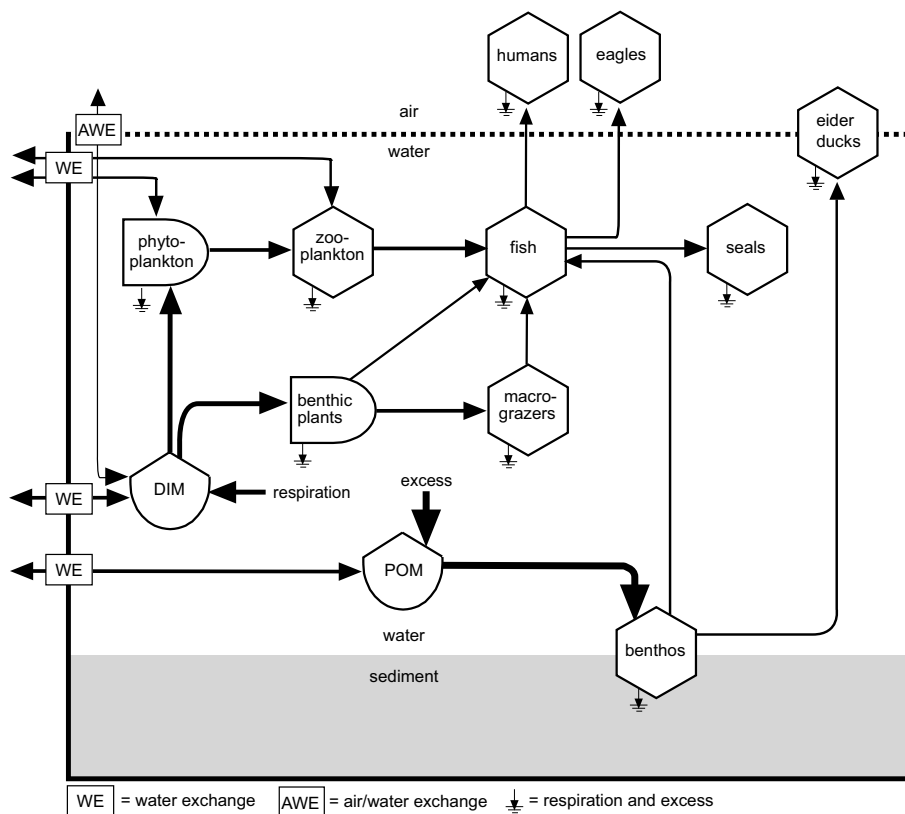 humans
eagles
air
AWE
water
eider
ducks
WE
phyto-
plankton
zoo-
plankton
fish
seals
benthic
plants
macro-
grazers
DIM
respiration
WE
excess
WE
POM
water
benthos
sediment
WE = water exchange
AWE = air/water exchange
= respiration and excess